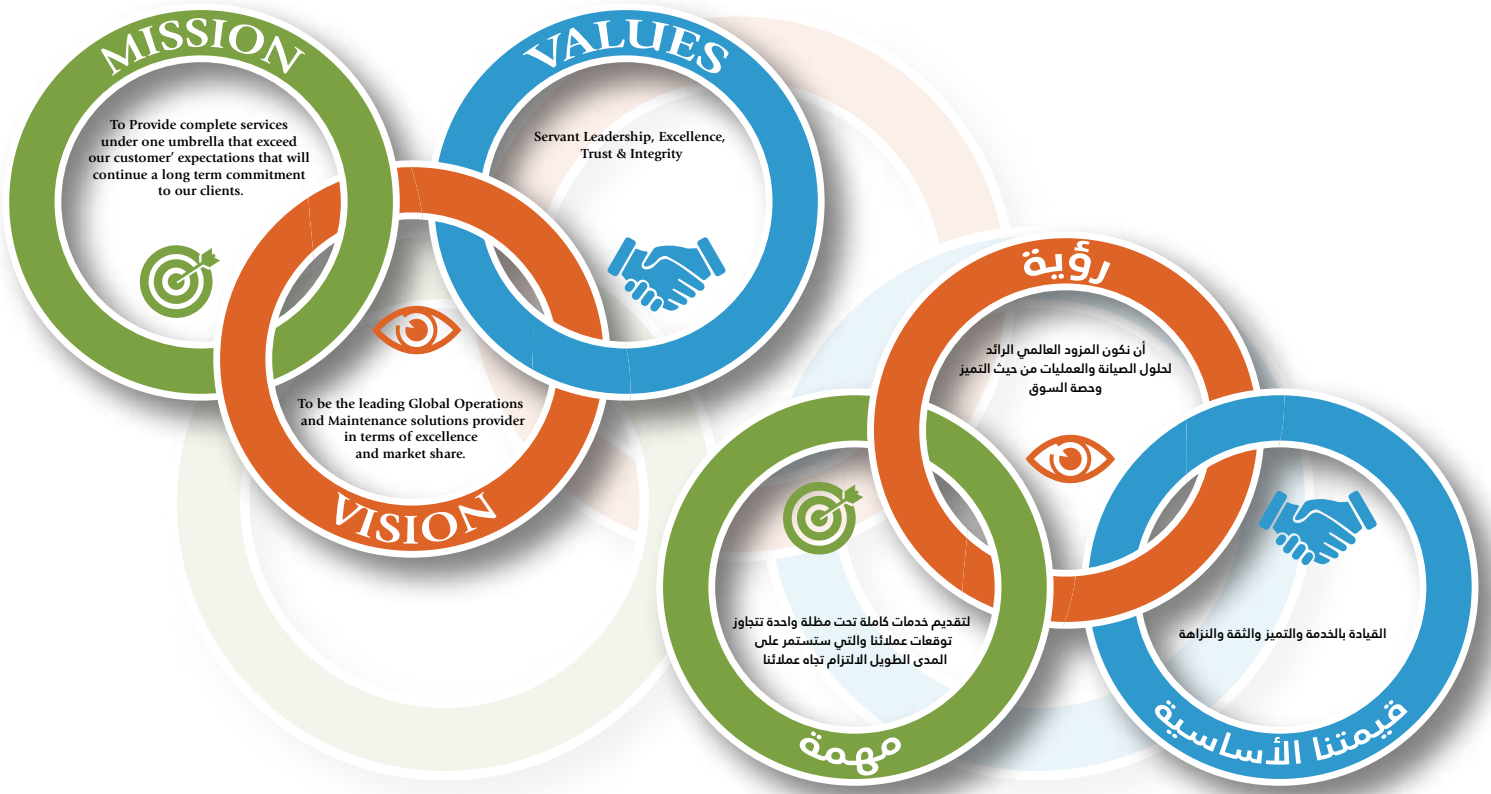 MISSION
To Provide complete services
under one umbrella that exceed
our customer' expectations that will
continue a long term commitment
to our clients.
VALUES
Servant Leadership, Excellence,
Trust & Integrity
To be the leading Global Operations
and Maintenance solutions provider
in terms of excellence
and market share.
VISION
رؤية
أن نكون المزود العالمي الرائد
لحلول الصيانة والعمليات من حيث التميز
وحصة السوق
لتقديم خدمات كاملة تحت مظلة واحدة تتجاوز
توقعات عملائنا والتي ستستمر على
المدى الطويل الالتزام تجاه عملائنا
مهمة
القيادة بالخدمة والتميز والثقة والنزاهة
قيمتنا الأساسية